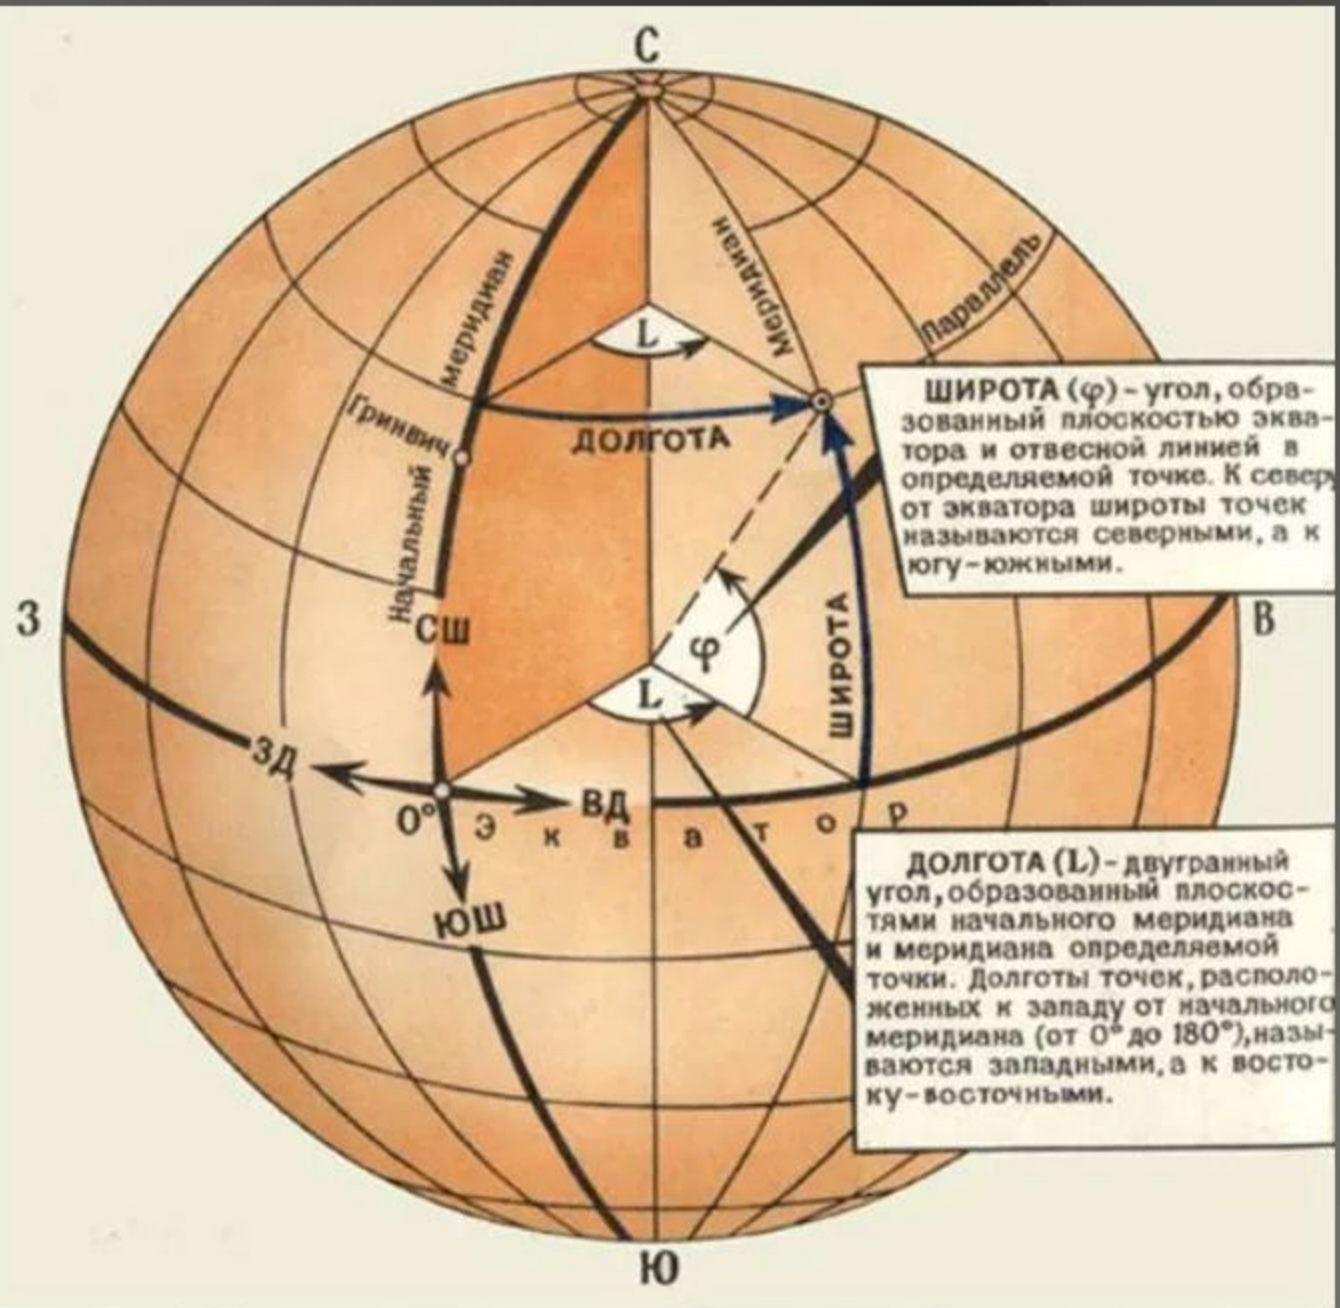 С
меридиан
Меридиан
Параллель
L
Гринвич
ДОЛГОТА
Начальный
ШИРОТА (φ) - угол, обра-
зованный плоскостью эква-
тора и отвесной линией в
определяемой точке. К северу
от экватора широты точек
называются северными, а к
югу - южными.
З
СШ
φ
ШИРОТА
В
L
ЗД
ВД
0°
Э к в а т о р
ЮШ
ДОЛГОТА (L) - двугранный
угол, образованный плоскос-
тями начального меридиана
и меридиана определяемой
точки. Долготы точек, располо-
женных к западу от начального
меридиана (от 0° до 180°), назы-
ваются западными, а к восто-
ку - восточными.
Ю